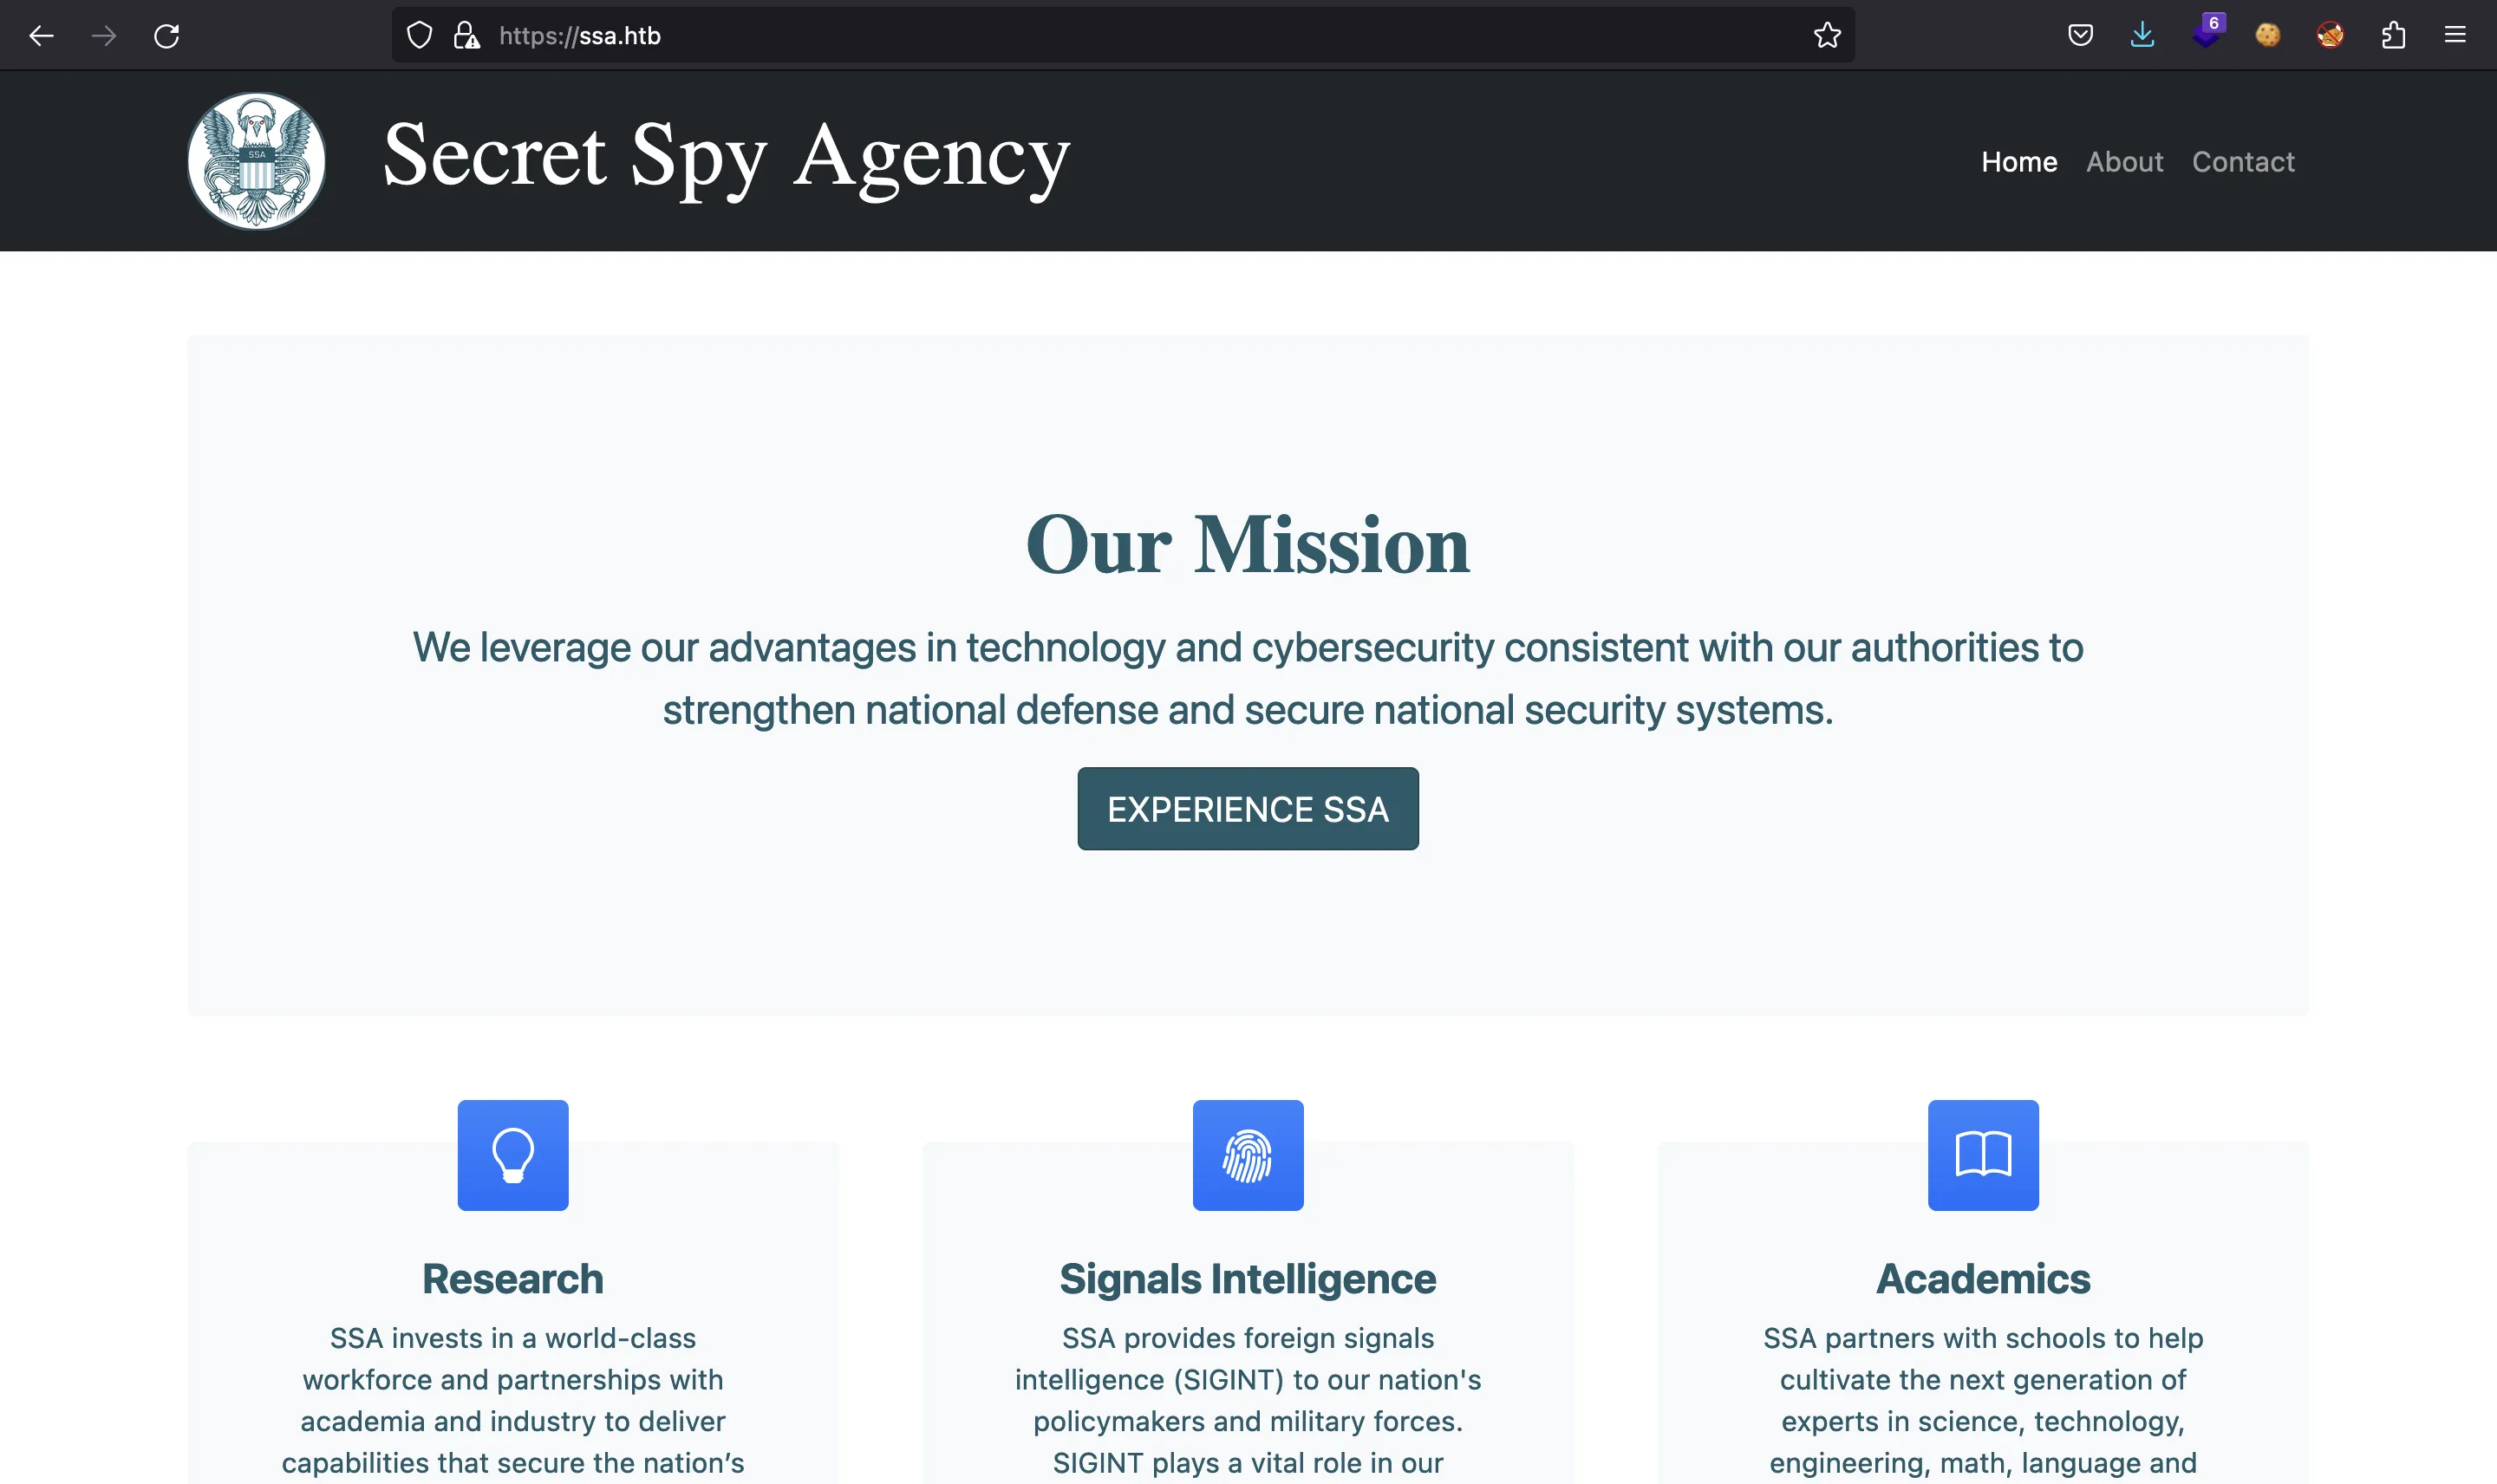 6
https://ssa.htb
SSA
Secret Spy Agency
Home About Contact
Our Mission
We leverage our advantages in technology and cybersecurity consistent with our authorities to
strengthen national defense and secure national security systems.
EXPERIENCE SSA
Research
SSA invests in a world-class
workforce and partnerships with
academia and industry to deliver
capabilities that secure the nation’s
Signals Intelligence
SSA provides foreign signals
intelligence (SIGINT) to our nation's
policymakers and military forces.
SIGINT plays a vital role in our
Academics
SSA partners with schools to help
cultivate the next generation of
experts in science, technology,
engineering, math, language and